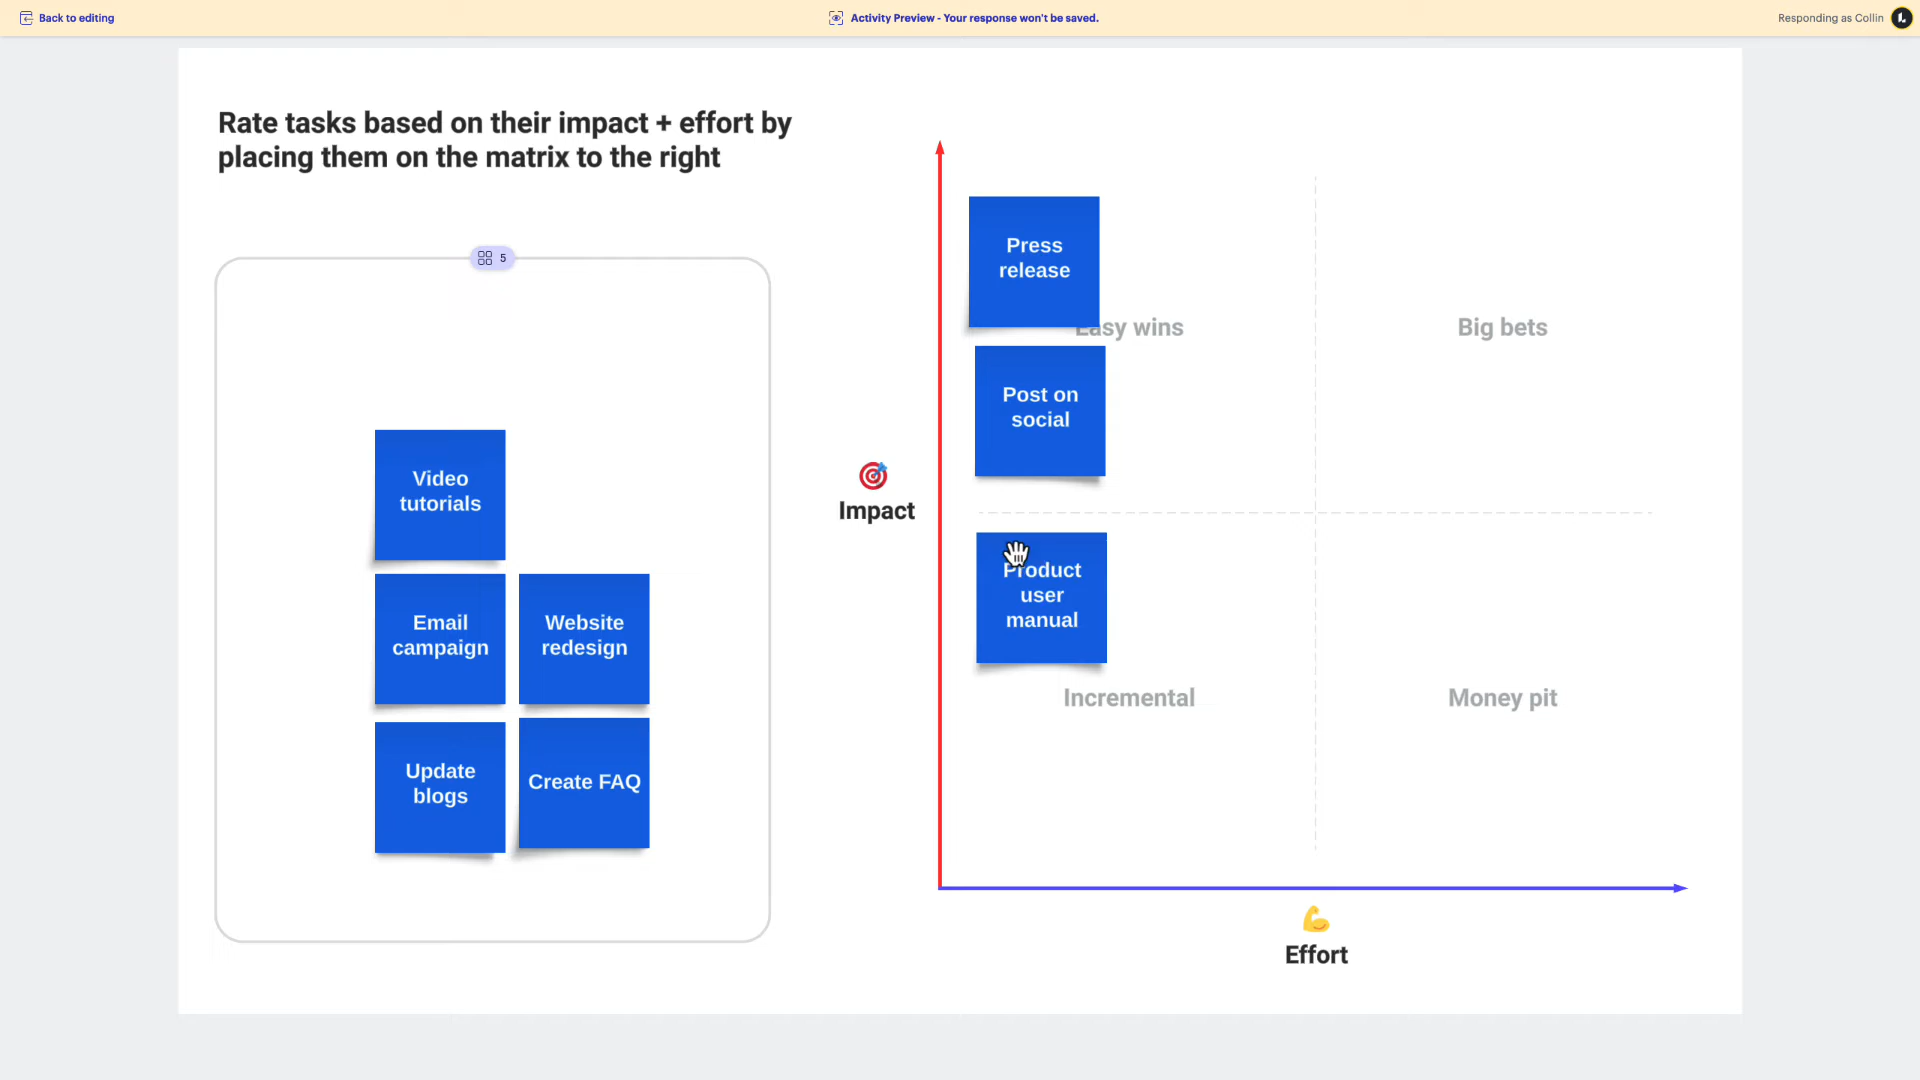 Back to editing
Activity Preview - Your response won't be saved.
Responding as Collin
Rate tasks based on their impact + effort by
placing them on the matrix to the right
5
Video
tutorials
Email
campaign
Website
redesign
Update
blogs
Create FAQ
Impact
Press
release
Easy wins
Big bets
Post on
social
Product
user
manual
Incremental
Money pit
Effort